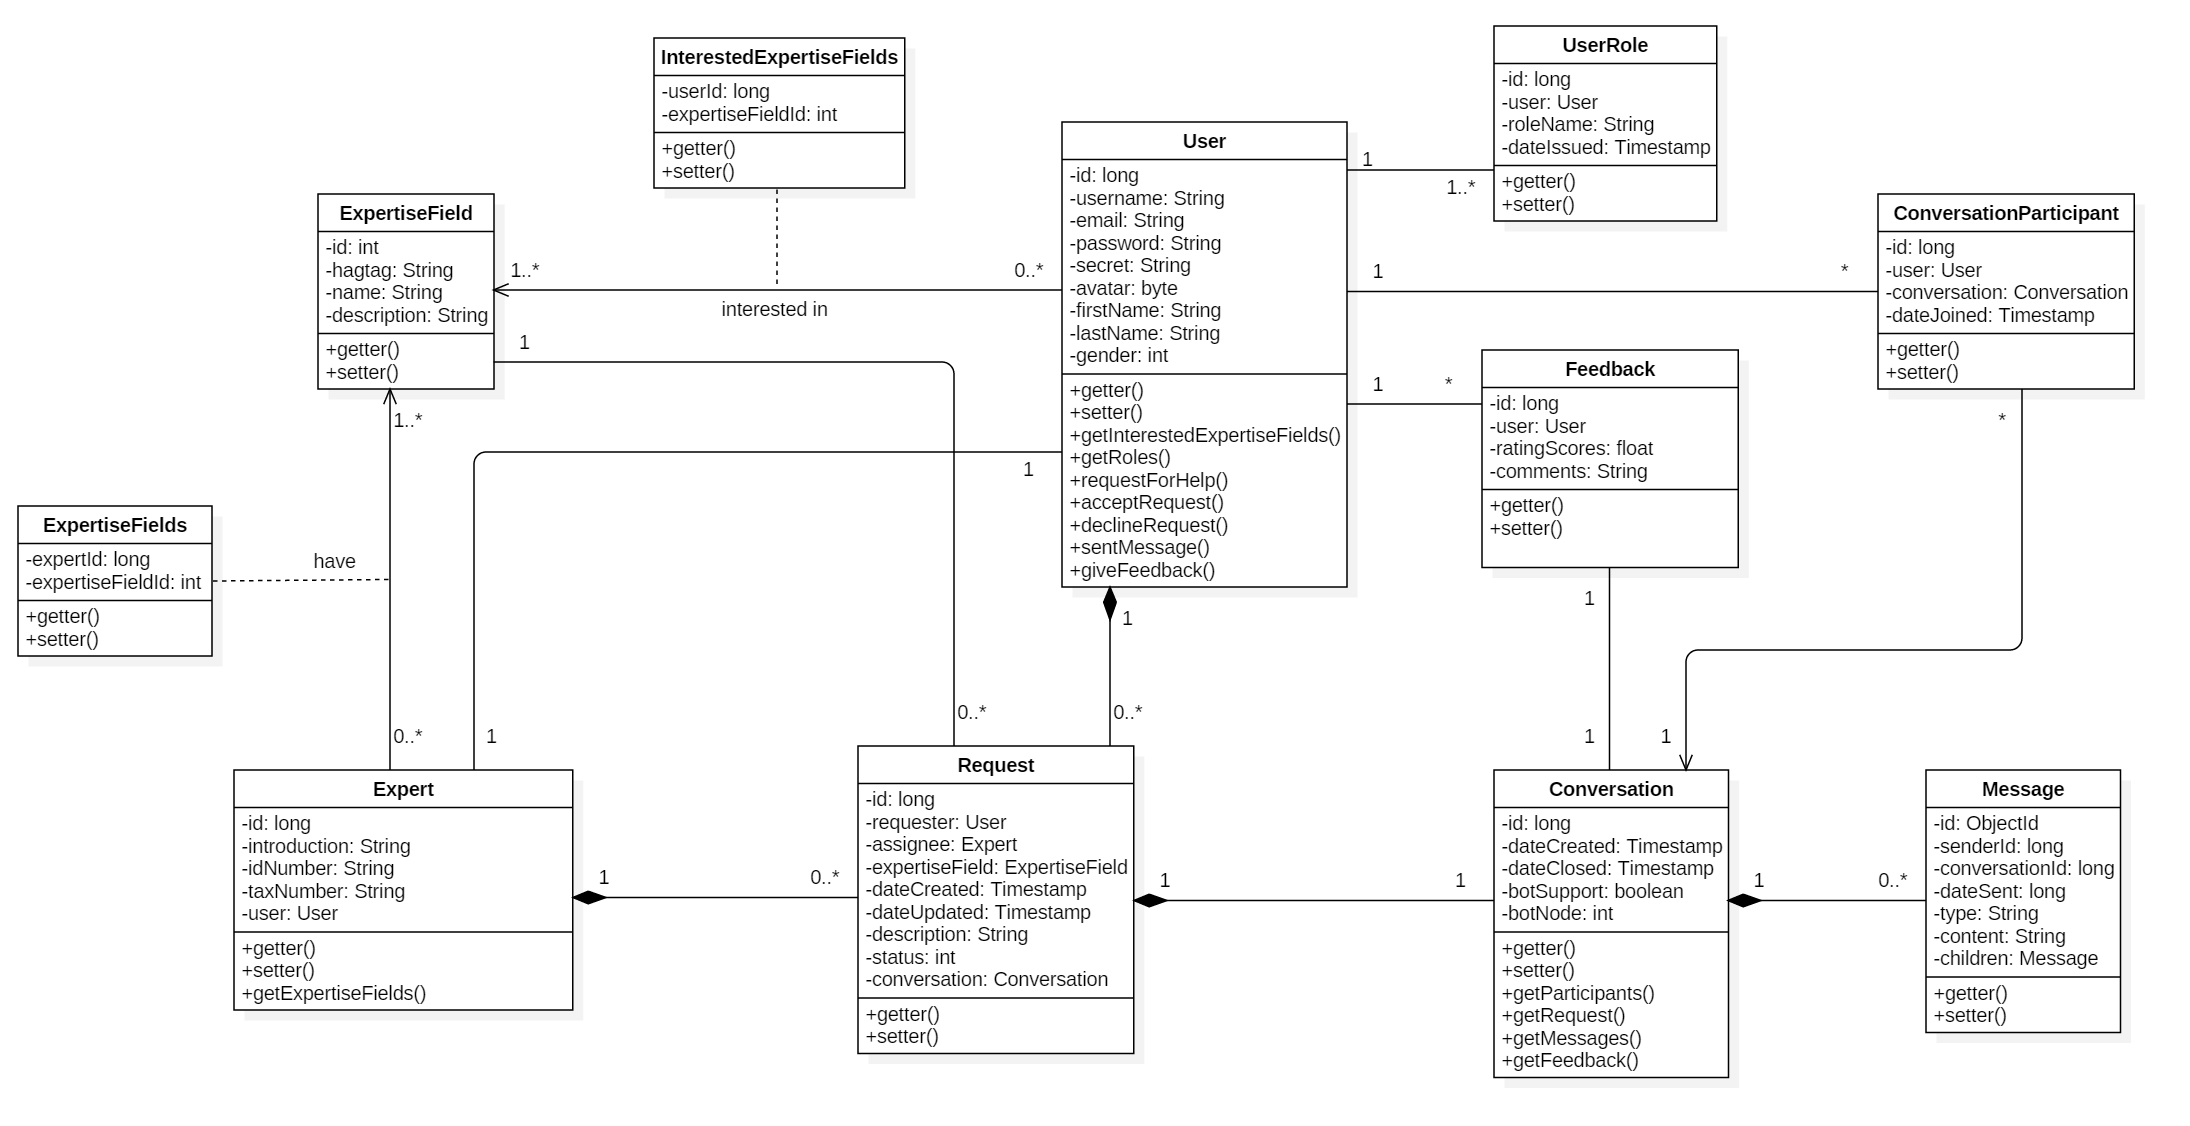 InterestedExpertiseFields
-userId: long
-expertiseFieldId: int
+getter()
+setter()
UserRole
-id: long
-user: User
-roleName: String
-dateIssued: Timestamp
+getter()
+setter()
User
-id: long
-username: String
-email: String
-password: String
-secret: String
-avatar: byte
-firstName: String
-lastName: String
-gender: int
+getter()
+setter()
+getInterestedExpertiseFields()
+getRoles()
+requestForHelp()
+acceptRequest()
+declineRequest()
+sentMessage()
+giveFeedback()
1
1..*
ExpertiseField
-id: int
-hagtag: String
-name: String
-description: String
+getter()
+setter()
1..*
0..*
interested in
1
ConversationParticipant
-id: long
-user: User
-conversation: Conversation
-dateJoined: Timestamp
+getter()
+setter()
1
*
Feedback
-id: long
-user: User
-ratingScores: float
-comments: String
+getter()
+setter()
1
*
*
1..*
1
ExpertiseFields
-expertId: long
-expertiseFieldId: int
+getter()
+setter()
have
1
1
0..*
0..*
0..*
1
1
1
Expert
-id: long
-introduction: String
-idNumber: String
-taxNumber: String
-user: User
+getter()
+setter()
+getExpertiseFields()
1
0..*
Request
-id: long
-requester: User
-assignee: Expert
-expertiseField: ExpertiseField
-dateCreated: Timestamp
-dateUpdated: Timestamp
-description: String
-status: int
-conversation: Conversation
+getter()
+setter()
1
1
Conversation
-id: long
-dateCreated: Timestamp
-dateClosed: Timestamp
-botSupport: boolean
-botNode: int
+getter()
+setter()
+getParticipants()
+getRequest()
+getMessages()
+getFeedback()
1
0..*
Message
-id: ObjectId
-senderId: long
-conversationId: long
-dateSent: long
-type: String
-content: String
-children: Message
+getter()
+setter()